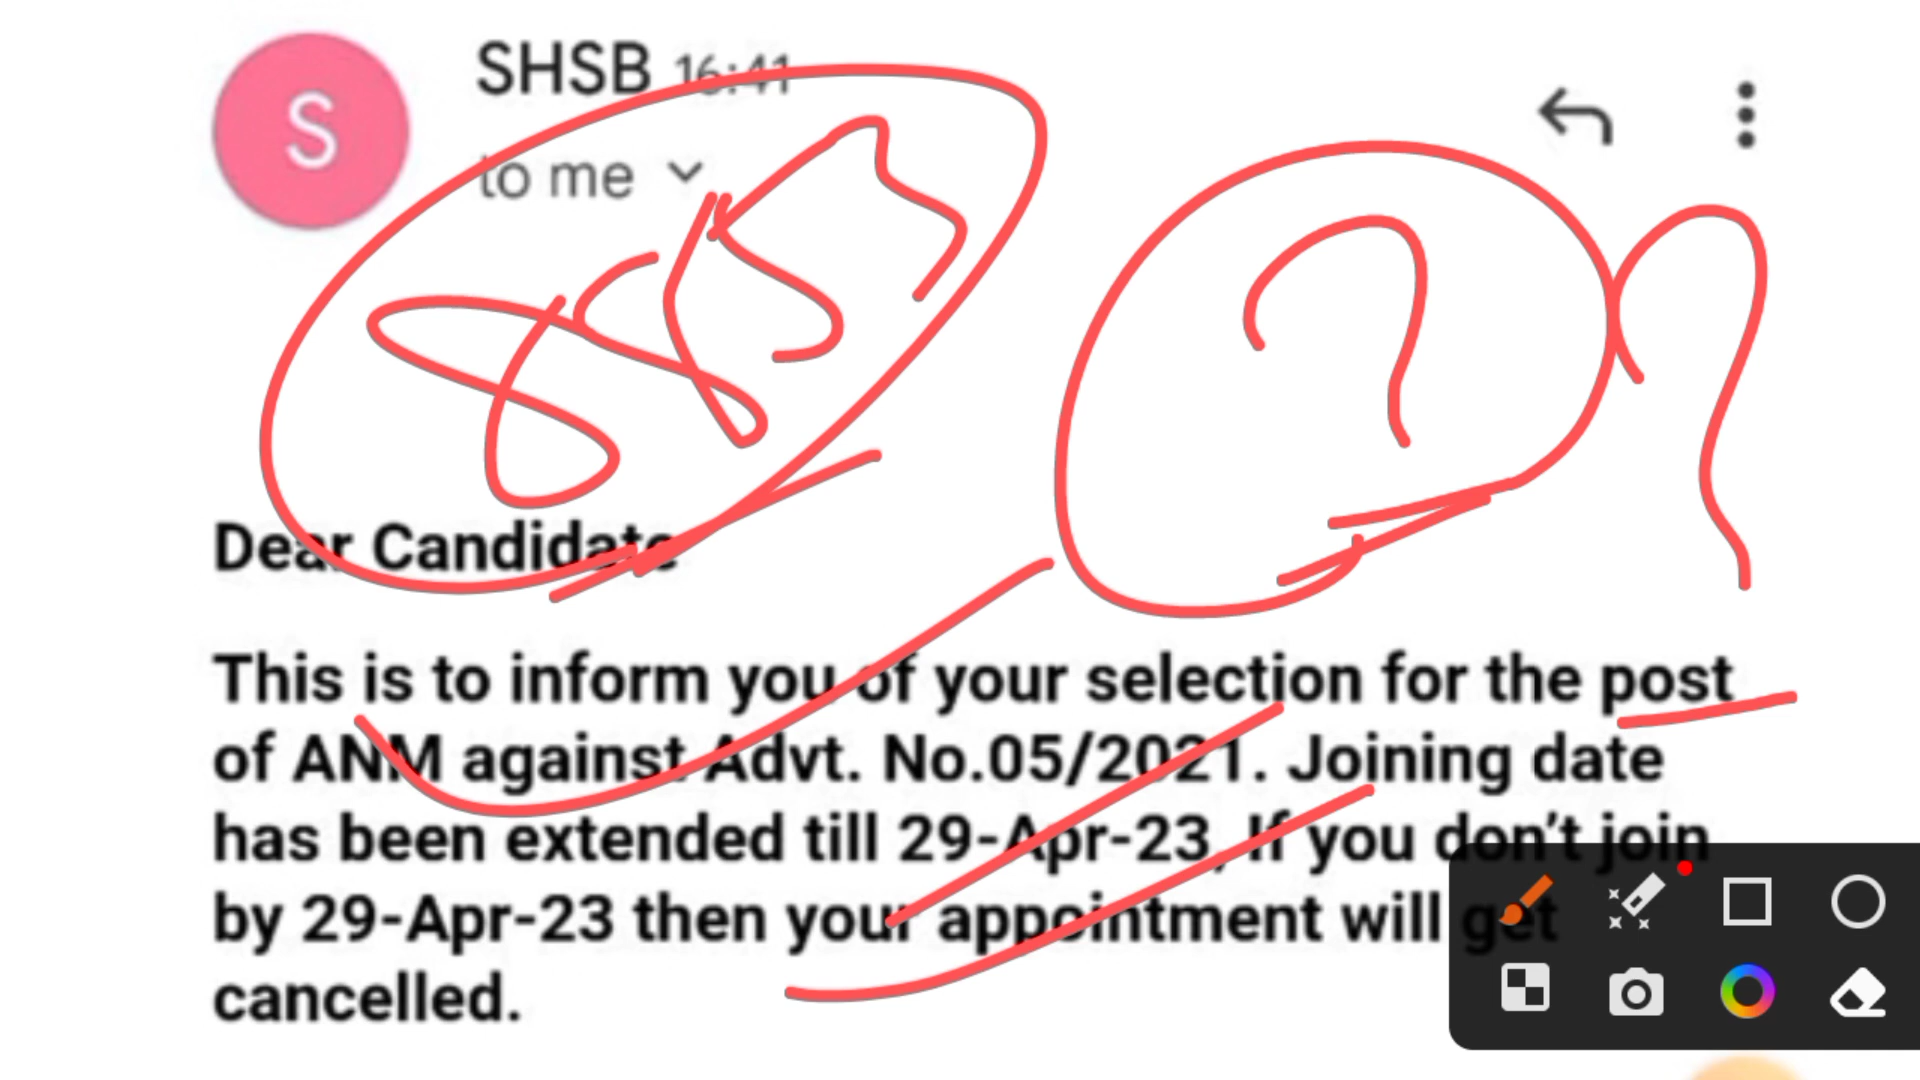 S
SHSB 16:41
to me
8853
?
?
Dear Candidate
This is to inform you of your selection for the post
of ANM against Advt. No.05/2021. Joining date
has been extended till 29-Apr-23, If you don’t join
by 29-Apr-23 then your appointment will get
cancelled.